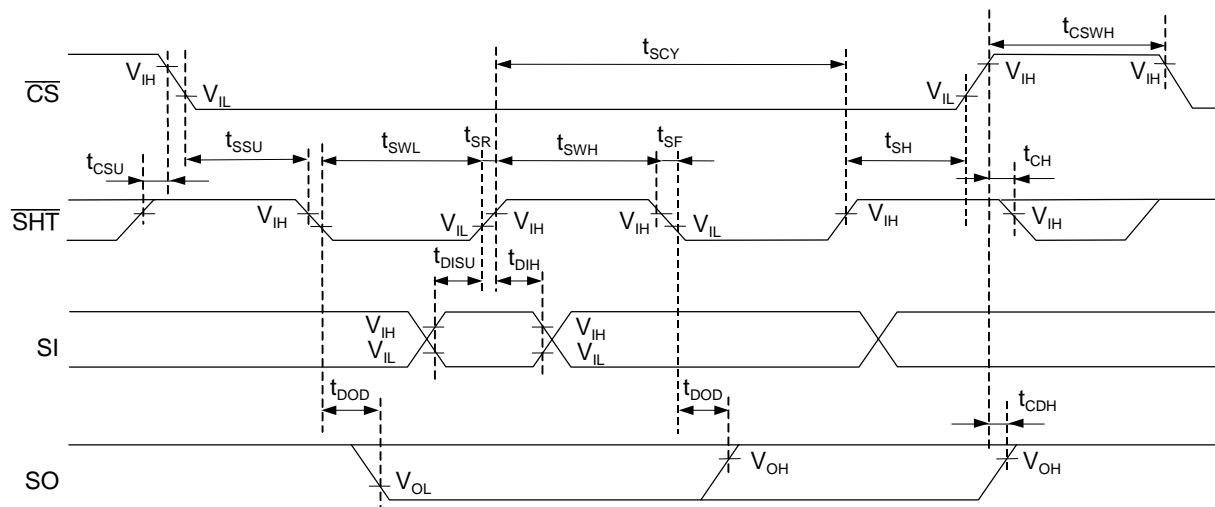 tSCY
tCSWH
CS
VIH
VIL
VIL
VIH
VIH
tCSU
tSSU
tSWL
tSR
tSWH
tSF
tSH
tCH
SHT
VIH
VIL
VIH
VIH
VIL
VIH
VIH
tDISU
tDIH
SI
VIH
VIL
VIH
VIL
tDOD
tDOD
tCDH
SO
VOL
VOH
VOH